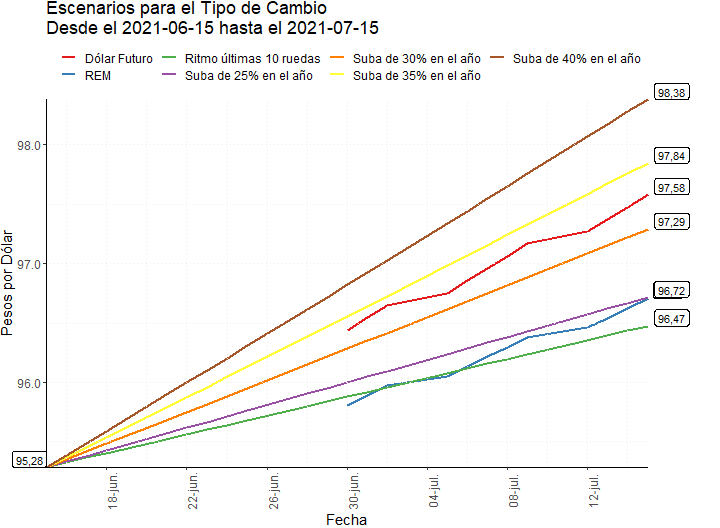 Escenarios para el Tipo de Cambio
Desde el 2021-06-15 hasta el 2021-07-15
Dólar Futuro
Ritmo últimas 10 ruedas
Suba de 30% en el año
Suba de 40% en el año
REM
Suba de 25% en el año
Suba de 35% en el año
98,38
97,84
97,58
97,29
96,72
96,47
95,28
98.0
97.0
96.0
Pesos por Dólar
18-jun.
22-jun.
26-jun.
30-jun.
04-jul.
08-jul.
12-jul.
Fecha